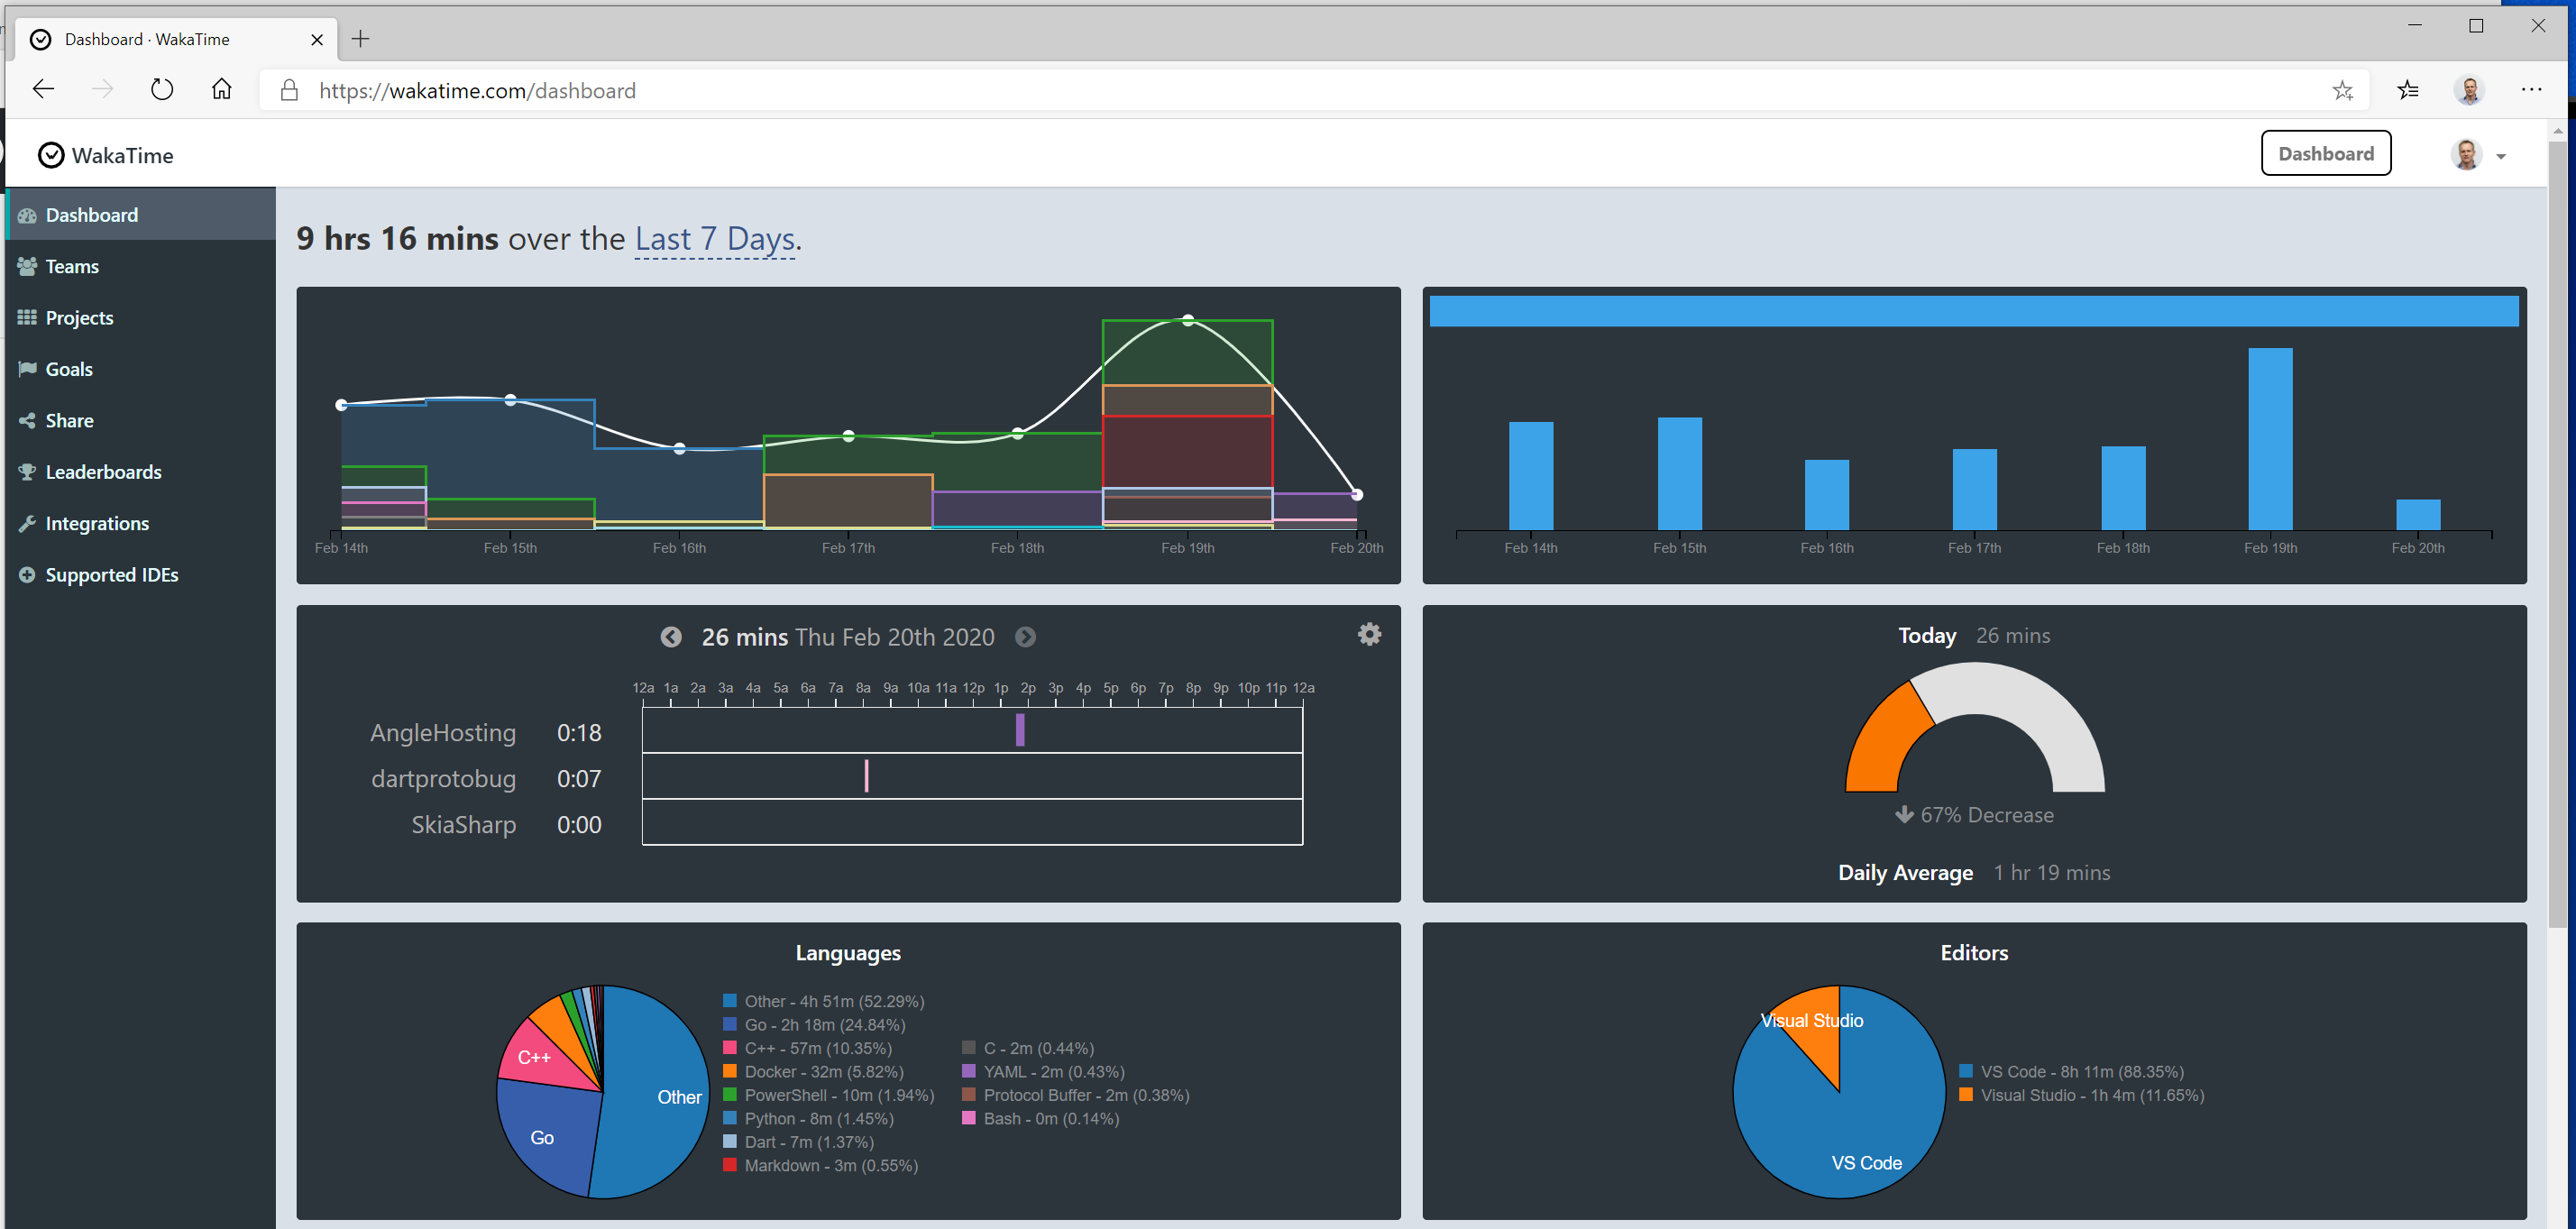 Dashboard · WakaTime
https://wakatime.com/dashboard
WakaTime
Dashboard
Dashboard
Teams
Projects
Goals
Share
Leaderboards
Integrations
Supported IDEs
9 hrs 16 mins over the Last 7 Days.
Feb 14th Feb 15th Feb 16th Feb 17th Feb 18th Feb 19th Feb 20th
Feb 14th Feb 15th Feb 16th Feb 17th Feb 18th Feb 19th Feb 20th
26 mins Thu Feb 20th 2020
12a 1a 2a 3a 4a 5a 6a 7a 8a 9a 10a 11a 12p 1p 2p 3p 4p 5p 6p 7p 8p 9p 10p 11p 12a
AngleHosting 0:18
dartprotobug 0:07
SkiaSharp 0:00
Today 26 mins
67% Decrease
Daily Average 1 hr 19 mins
Languages
C++
Other
Go
Other - 4h 51m (52.29%)
Go - 2h 18m (24.84%)
C++ - 57m (10.35%)
Docker - 32m (5.82%)
PowerShell - 10m (1.94%)
Python - 8m (1.45%)
Dart - 7m (1.37%)
Markdown - 3m (0.55%)
C - 2m (0.44%)
YAML - 2m (0.43%)
Protocol Buffer - 2m (0.38%)
Bash - 0m (0.14%)
Editors
Visual Studio
VS Code
VS Code - 8h 11m (88.35%)
Visual Studio - 1h 4m (11.65%)